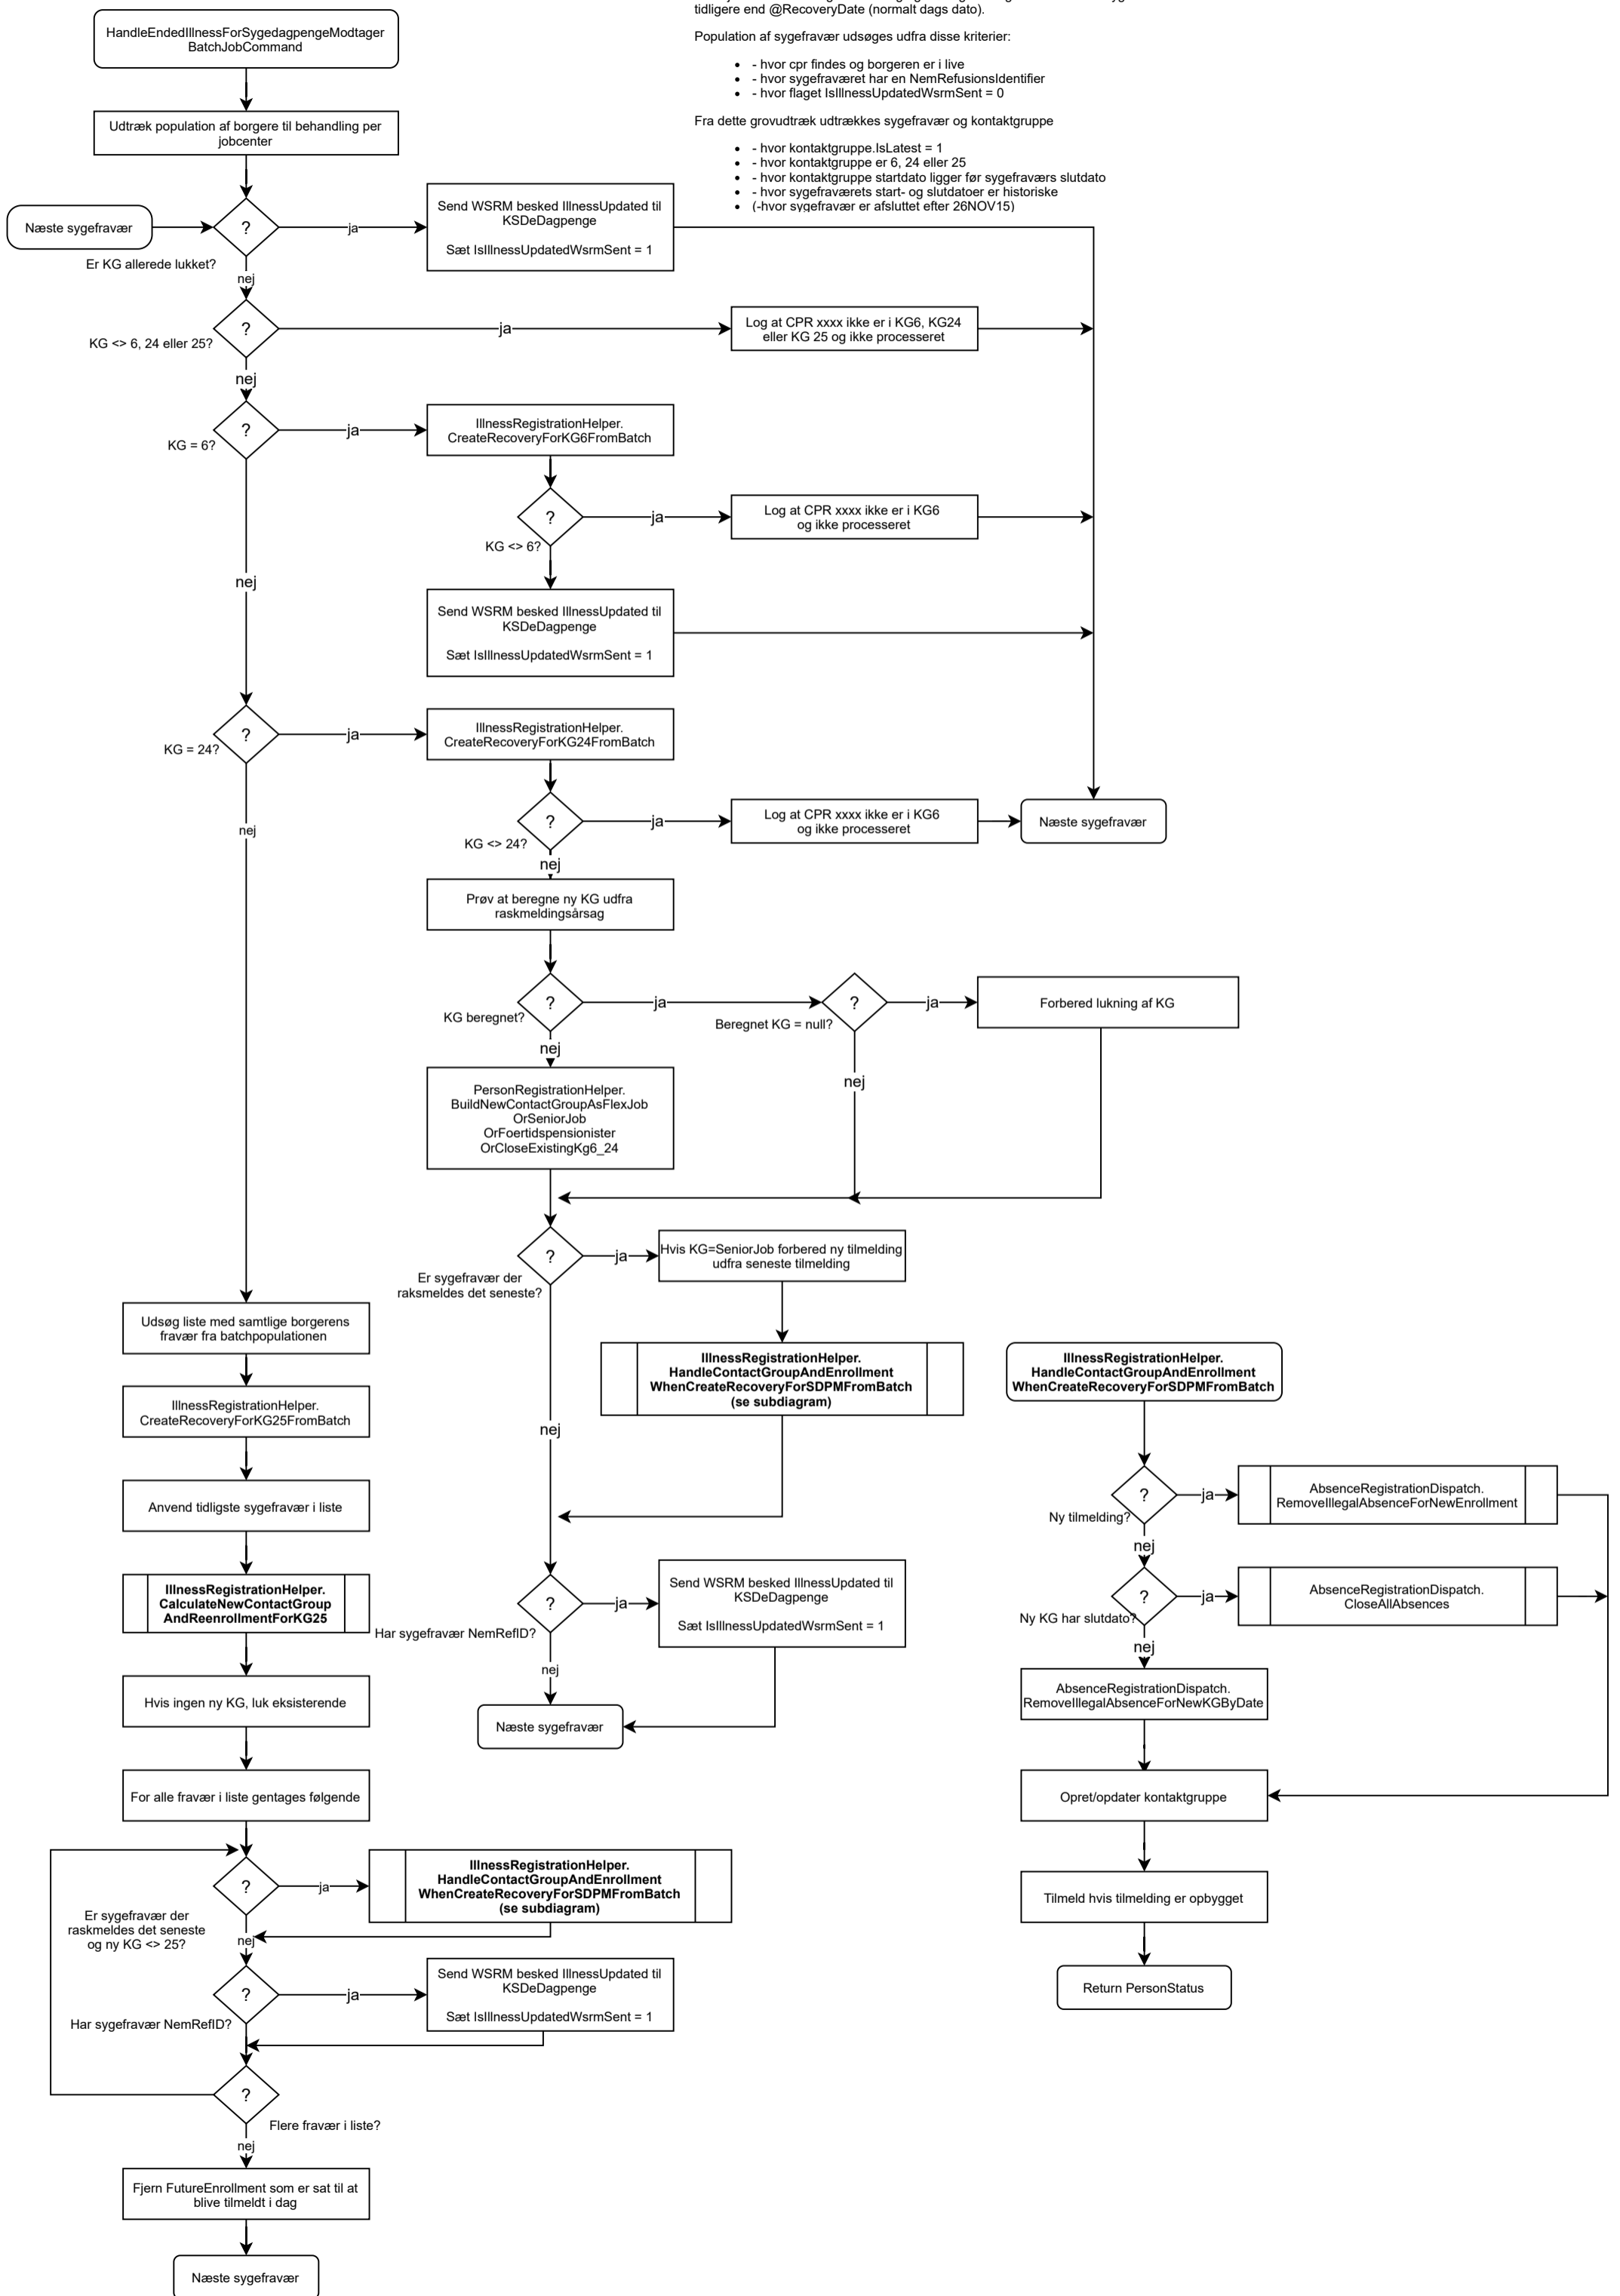 tidligere end @RecoveryDate (normalt dags dato).
Population af sygefravær udsøges udfra disse kriterier:
- hvor cpr findes og borgeren er i live
- hvor sygefraværet har en NemRefusionsIdentifier
- hvor flaget IsIllnessUpdatedWsrmSent = 0
Fra dette grovudtræk udtrækkes sygefravær og kontaktgruppe
- hvor kontaktgruppe.IsLatest = 1
- hvor kontaktgruppe er 6, 24 eller 25
- hvor kontaktgruppe startdato ligger før sygefraværs slutdato
- hvor sygefraværets start- og slutdatoer er historiske
(-hvor sygefravær er afsluttet efter 26NOV15)
HandleEndedIllnessForSygedagpengeModtager
BatchJobCommand
Udtræk population af borgere til behandling per
jobcenter
Næste sygefravær
?
ja
Er KG allerede lukket?
nej
Send WSRM besked IllnessUpdated til
KSDeDagpenge
Sæt IsIllnessUpdatedWsrmSent = 1
?
ja
KG <> 6, 24 eller 25?
nej
Log at CPR xxxx ikke er i KG6, KG24
eller KG 25 og ikke processeret
?
ja
KG = 6?
nej
IllnessRegistrationHelper.
CreateRecoveryForKG6FromBatch
?
ja
KG <> 6?
Log at CPR xxxx ikke er i KG6
og ikke processeret
Send WSRM besked IllnessUpdated til
KSDeDagpenge
Sæt IsIllnessUpdatedWsrmSent = 1
?
ja
KG = 24?
nej
IllnessRegistrationHelper.
CreateRecoveryForKG24FromBatch
?
ja
KG <> 24?
nej
Log at CPR xxxx ikke er i KG6
og ikke processeret
Næste sygefravær
Prøv at beregne ny KG udfra
raskmeldingsårsag
?
ja
KG beregnet?
nej
?
ja
Beregnet KG = null?
nej
Forbered lukning af KG
PersonRegistrationHelper.
BuildNewContactGroupAsFlexJob
OrSeniorJob
OrFoertidspensionister
OrCloseExistingKg6_24
?
ja
Er sygefravær der
raksmeldes det seneste?
nej
Hvis KG=SeniorJob forbered ny tilmelding
udfra seneste tilmelding
IllnessRegistrationHelper.
HandleContactGroupAndEnrollment
WhenCreateRecoveryForSDPMFromBatch
(se subdiagram)
?
ja
Har sygefravær NemRefID?
nej
Send WSRM besked IllnessUpdated til
KSDeDagpenge
Sæt IsIllnessUpdatedWsrmSent = 1
Næste sygefravær
Udsøg liste med samtlige borgerens
fravær fra batchpopulationen
IllnessRegistrationHelper.
CreateRecoveryForKG25FromBatch
Anvend tidligste sygefravær i liste
IllnessRegistrationHelper.
CalculateNewContactGroup
AndReenrollmentForKG25
Hvis ingen ny KG, luk eksisterende
For alle fravær i liste gentages følgende
?
ja
Er sygefravær der
raskmeldes det seneste
og ny KG <> 25?
nej
IllnessRegistrationHelper.
HandleContactGroupAndEnrollment
WhenCreateRecoveryForSDPMFromBatch
(se subdiagram)
?
ja
Har sygefravær NemRefID?
Send WSRM besked IllnessUpdated til
KSDeDagpenge
Sæt IsIllnessUpdatedWsrmSent = 1
?
Flere fravær i liste?
nej
Fjern FutureEnrollment som er sat til at
blive tilmeldt i dag
Næste sygefravær
IllnessRegistrationHelper.
HandleContactGroupAndEnrollment
WhenCreateRecoveryForSDPMFromBatch
?
ja
Ny tilmelding?
nej
AbsenceRegistrationDispatch.
RemoveIllegalAbsenceForNewEnrollment
?
ja
Ny KG har slutdato?
nej
AbsenceRegistrationDispatch.
CloseAllAbsences
AbsenceRegistrationDispatch.
RemoveIllegalAbsenceForNewKGByDate
Opret/opdater kontaktgruppe
Tilmeld hvis tilmelding er opbygget
Return PersonStatus